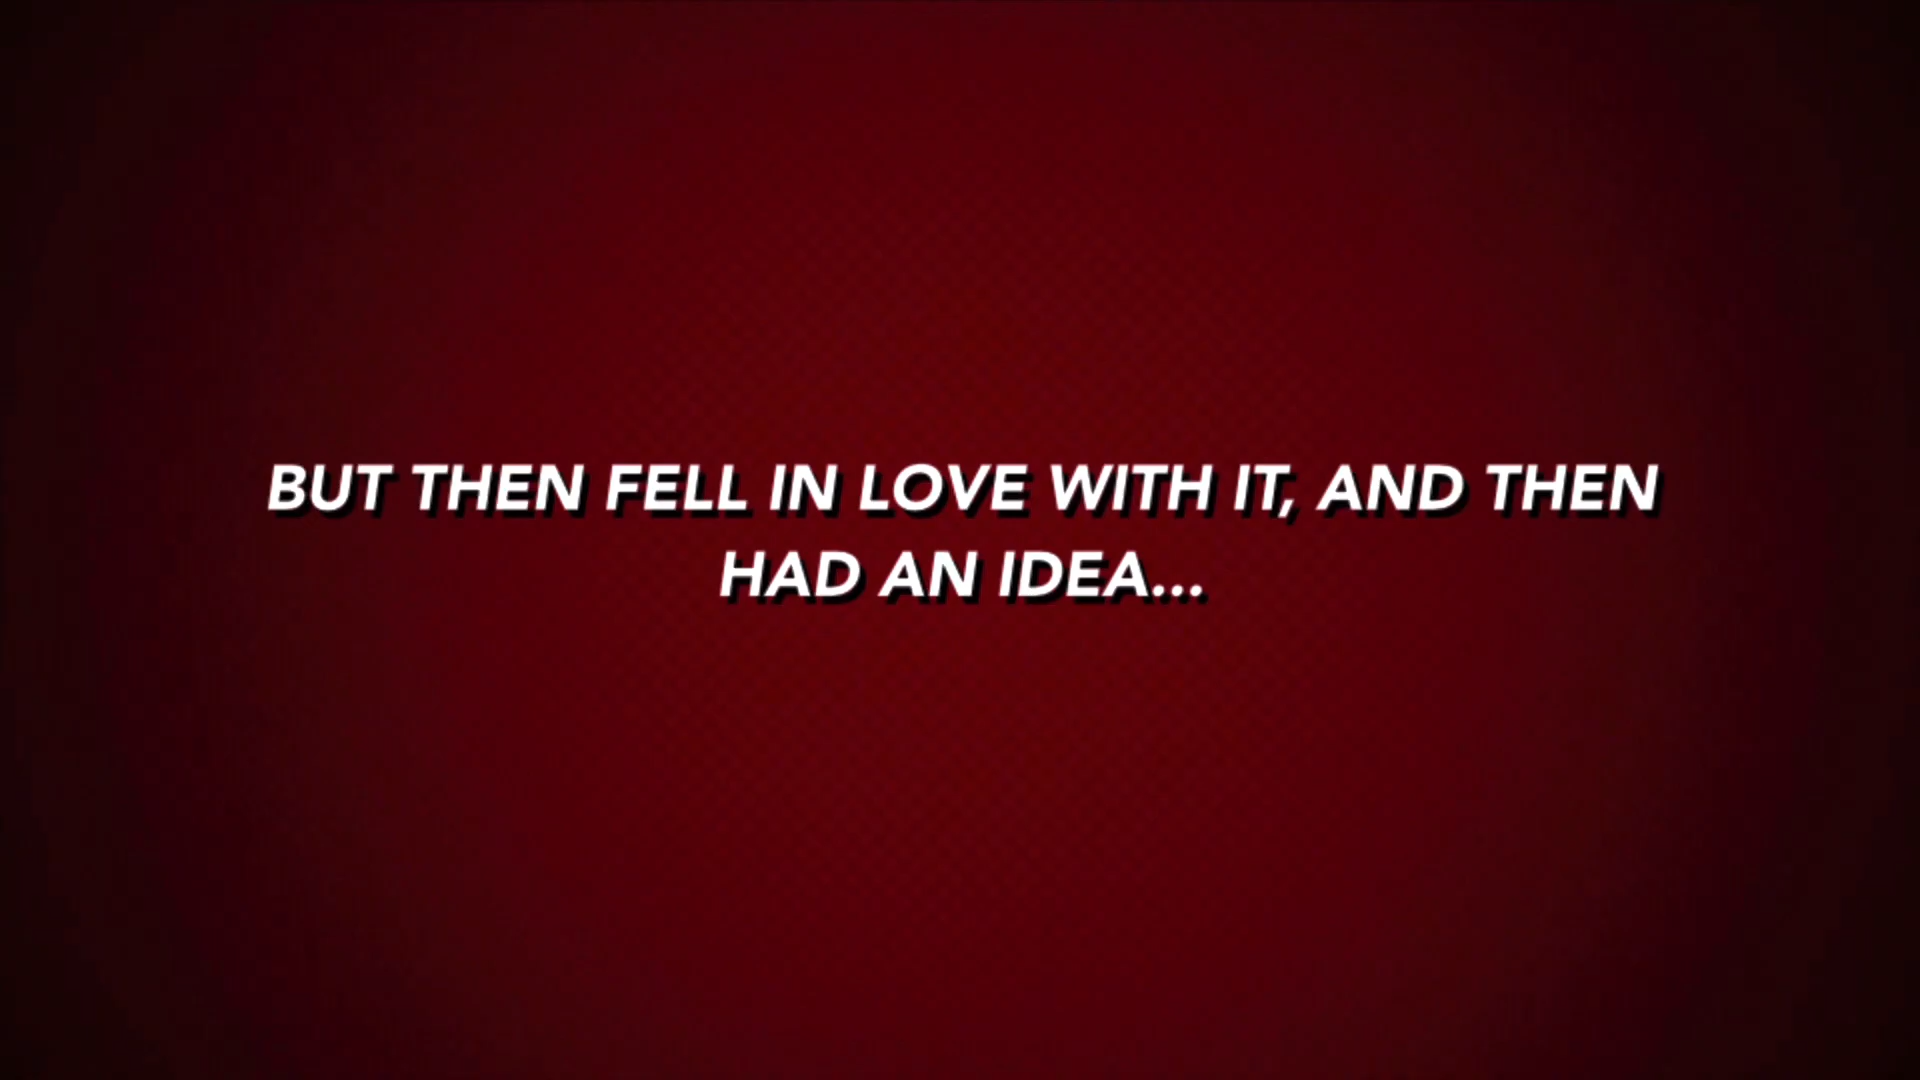 BUT THEN FELL IN LOVE WITH IT, AND THEN
HAD AN IDEA...